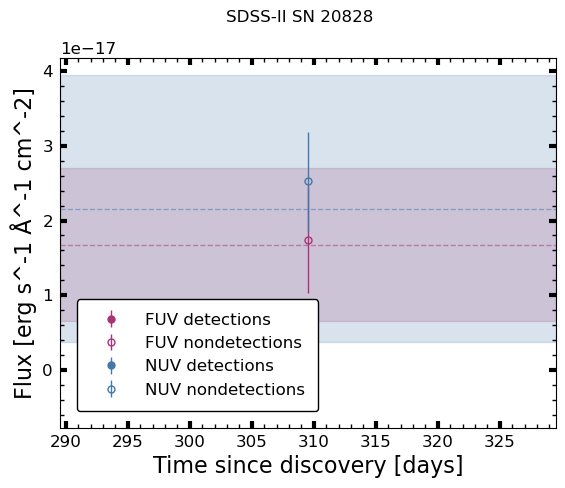 SDSS-II SN 20828
1e−17
Flux [erg s^-1 Å^-1 cm^-2]
4
3
2
1
0
FUV detections
FUV nondetections
NUV detections
NUV nondetections
290 295 300 305 310 315 320 325
Time since discovery [days]